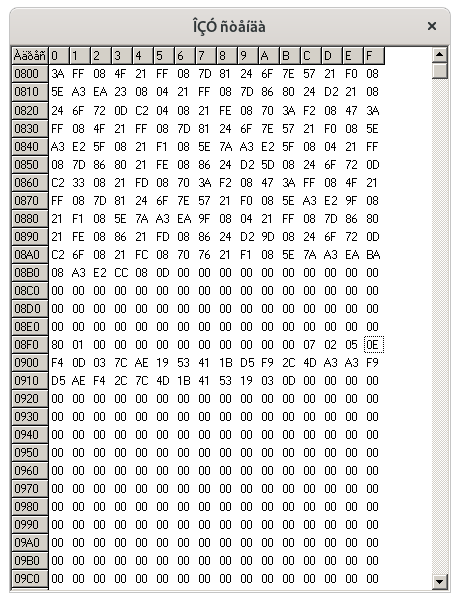 ÎÇÓ ñòåíäà ×
Àäðåñ 0 1 2 3 4 5 6 7 8 9 A B C D E F
0800 3A FF 08 4F 21 FF 08 7D 81 24 6F 7E 57 21 F0 08
0810 5E A3 EA 23 08 04 21 FF 08 7D 86 80 24 D2 21 08
0820 24 6F 72 0D C2 04 08 21 FE 08 70 3A F2 08 47 3A
0830 FF 08 4F 21 FF 08 7D 81 24 6F 7E 57 21 F0 08 5E
0840 A3 E2 5F 08 21 F1 08 5E 7A A3 E2 5F 08 04 21 FF
0850 08 7D 86 80 21 FE 08 86 24 D2 5D 08 24 6F 72 0D
0860 C2 33 08 21 FD 08 70 3A F2 08 47 3A FF 08 4F 21
0870 FF 08 7D 81 24 6F 7E 57 21 F0 08 5E A3 E2 9F 08
0880 21 F1 08 5E 7A A3 EA 9F 08 04 21 FF 08 7D 86 80
0890 21 FE 08 86 21 FD 08 86 24 D2 9D 08 24 6F 72 0D
08A0 C2 6F 08 21 FC 08 70 76 21 F1 08 5E 7A A3 EA BA
08B0 08 A3 E2 CC 08 0D 00 00 00 00 00 00 00 00 00 00
08C0 00 00 00 00 00 00 00 00 00 00 00 00 00 00 00 00
08D0 00 00 00 00 00 00 00 00 00 00 00 00 00 00 00 00
08E0 00 00 00 00 00 00 00 00 00 00 00 00 00 00 00 00
08F0 80 01 00 00 00 00 00 00 00 00 00 00 07 02 05 0E
0900 F4 0D 03 7C AE 19 53 41 1B D5 F9 2C 4D A3 A3 F9
0910 D5 AE F4 2C 7C 4D 1B 41 53 19 03 0D 00 00 00 00
0920 00 00 00 00 00 00 00 00 00 00 00 00 00 00 00 00
0930 00 00 00 00 00 00 00 00 00 00 00 00 00 00 00 00
0940 00 00 00 00 00 00 00 00 00 00 00 00 00 00 00 00
0950 00 00 00 00 00 00 00 00 00 00 00 00 00 00 00 00
0960 00 00 00 00 00 00 00 00 00 00 00 00 00 00 00 00
0970 00 00 00 00 00 00 00 00 00 00 00 00 00 00 00 00
0980 00 00 00 00 00 00 00 00 00 00 00 00 00 00 00 00
0990 00 00 00 00 00 00 00 00 00 00 00 00 00 00 00 00
09A0 00 00 00 00 00 00 00 00 00 00 00 00 00 00 00 00
09B0 00 00 00 00 00 00 00 00 00 00 00 00 00 00 00 00
09C0 00 00 00 00 00 00 00 00 00 00 00 00 00 00 00 00